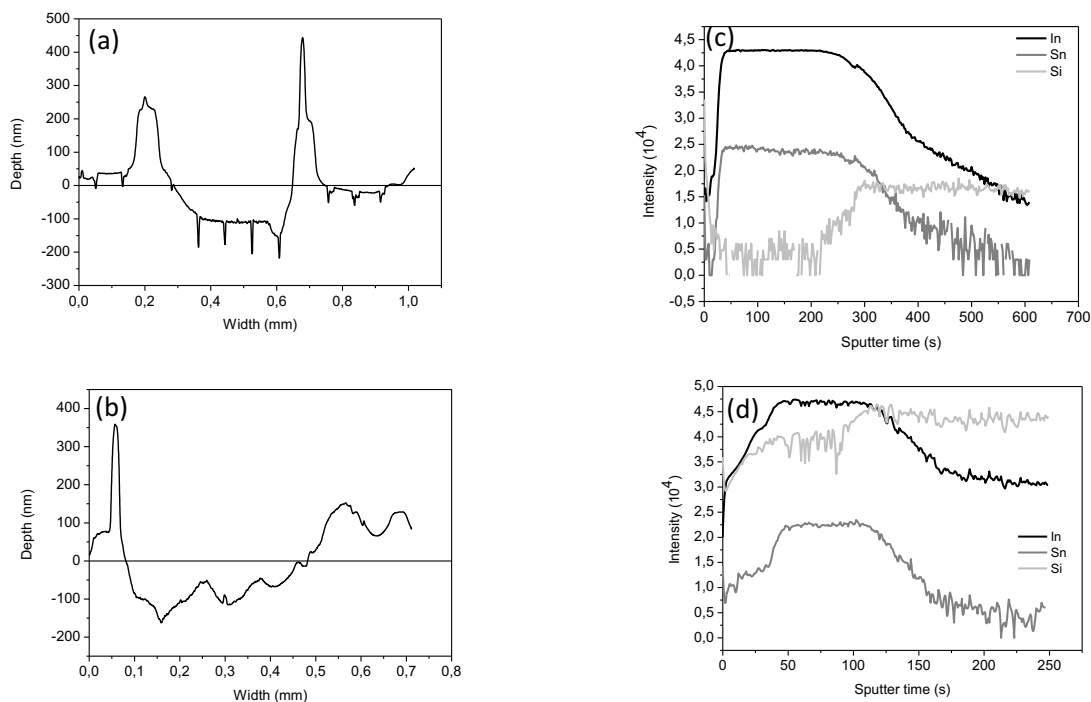 (a)
500
400
300
200
100
0
-100
-200
-300
Depth (nm)
0,0 0,2 0,4 0,6 0,8 1,0
Width (mm)
(c)
In
Sn
Si
4,5
4,0
3,5
3,0
2,5
2,0
1,5
1,0
0,5
0,0
-0,5
Intensity (10^4)
0 100 200 300 400 500 600 700
Sputter time (s)
(b)
400
300
200
100
0
-100
-200
Depth (nm)
0,0 0,1 0,2 0,3 0,4 0,5 0,6 0,7 0,8
Width (mm)
(d)
5,0
4,5
4,0
3,5
3,0
2,5
2,0
1,5
1,0
0,5
0,0
Intensity (10^4)
In
Sn
Si
0 50 100 150 200 250
Sputter time (s)